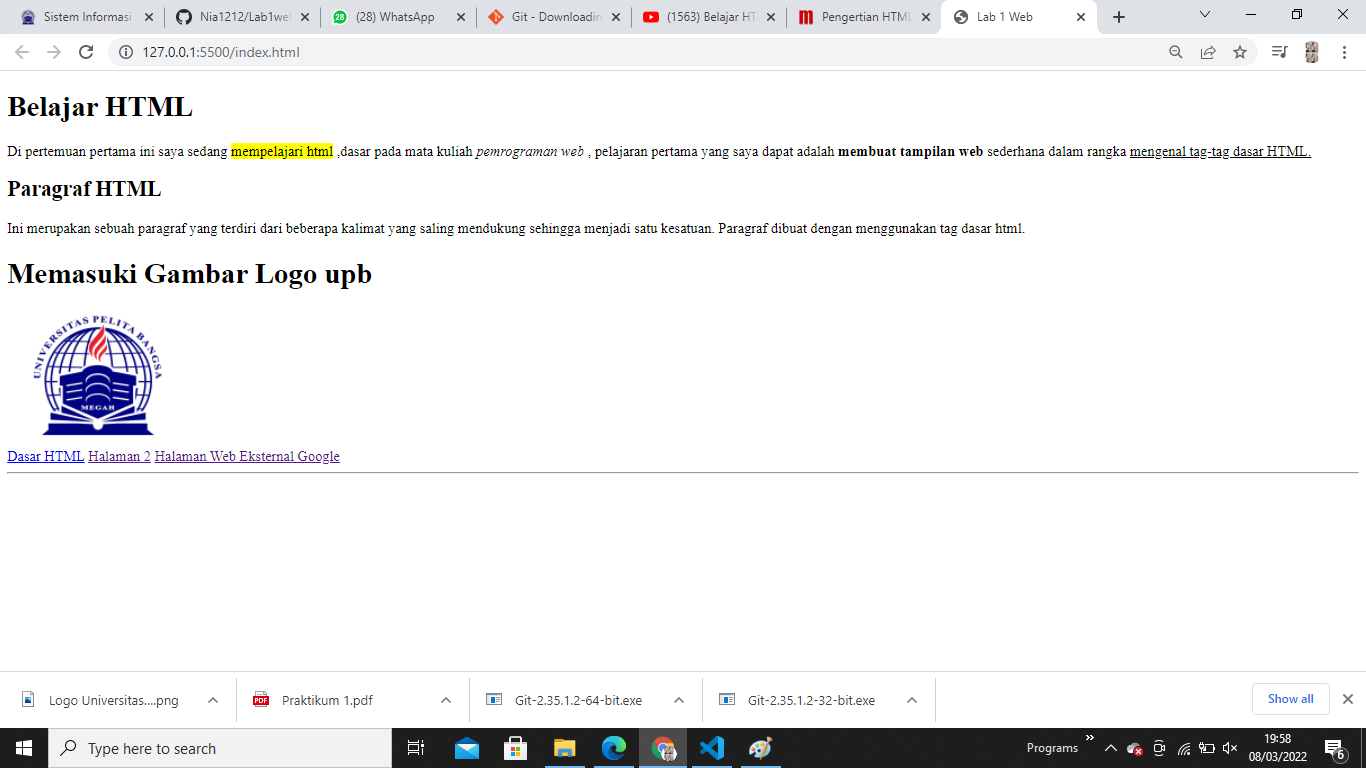 Sistem Informasi
Nia1212/Lab1wel
(28) WhatsApp
Git - Downloadin
(1563) Belajar HT
Pengertian HTML
Lab 1 Web
127.0.0.1:5500/index.html
Belajar HTML
Di pertemuan pertama ini saya sedang mempelajari html ,dasar pada mata kuliah pemrograman web , pelajaran pertama yang saya dapat adalah membuat tampilan web sederhana dalam rangka mengenal tag-tag dasar HTML.
Paragraf HTML
Ini merupakan sebuah paragraf yang terdiri dari beberapa kalimat yang saling mendukung sehingga menjadi satu kesatuan. Paragraf dibuat dengan menggunakan tag dasar html.
Memasuki Gambar Logo upb
UNIVERSITAS PELITA BANGSA
MEGAH
Dasar HTML Halaman 2 Halaman Web Eksternal Google
Logo Universitas....png
PDF
Praktikum 1.pdf
Git-2.35.1.2-64-bit.exe
Git-2.35.1.2-32-bit.exe
Show all
Type here to search
Programs
19:58
08/03/2022
6